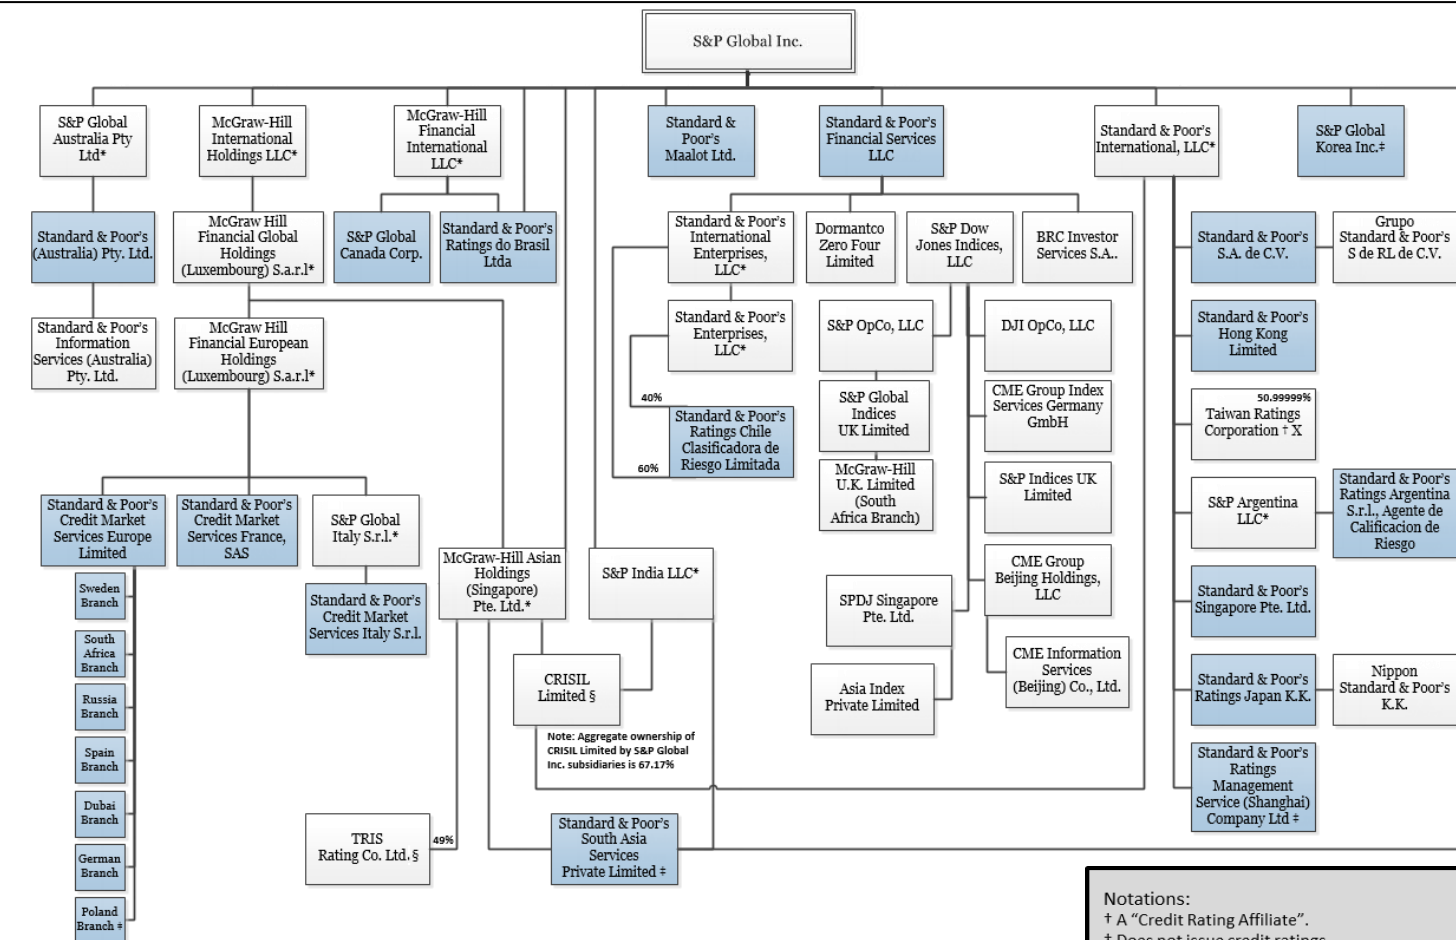 S&P Global Inc.
S&P Global
Australia Pty
Ltd*
McGraw-Hill
International
Holdings LLC*
McGraw-Hill
Financial
International
LLC*
Standard &
Poor's
Maalot Ltd.
Standard & Poor's
Financial Services
LLC
Standard & Poor's
International, LLC*
S&P Global
Korea Inc.‡
Standard & Poor's
(Australia) Pty. Ltd.
McGraw Hill
Financial Global
Holdings
(Luxembourg) S.a.r.l*
S&P Global
Canada Corp.
Standard & Poor's
Ratings do Brasil
Ltda
Standard & Poor's
International
Enterprises,
LLC*
Dormantco
Zero Four
Limited
S&P Dow
Jones Indices,
LLC
BRC Investor
Services S.A..
Standard & Poor's
S.A. de C.V.
Grupo
Standard & Poor's
S de RL de C.V.
Standard & Poor's
Information
Services (Australia)
Pty. Ltd.
McGraw Hill
Financial European
Holdings
(Luxembourg) S.a.r.l*
Standard & Poor's
Enterprises,
LLC*
S&P OpCo, LLC
DJI OpCo, LLC
Standard & Poor's
Hong Kong
Limited
40%
Standard & Poor's
Ratings Chile
Clasificadora de
Riesgo Limitada
60%
S&P Global
Indices
UK Limited
CME Group Index
Services Germany
GmbH
50.99999%
Taiwan Ratings
Corporation † X
McGraw-Hill
U.K. Limited
(South
Africa Branch)
S&P Indices UK
Limited
S&P Argentina
LLC*
Standard & Poor's
Ratings Argentina
S.r.l., Agente de
Calificacion de
Riesgo
Standard & Poor's
Credit Market
Services Europe
Limited
Standard & Poor's
Credit Market
Services France,
SAS
S&P Global
Italy S.r.l.*
McGraw-Hill Asian
Holdings
(Singapore)
Pte. Ltd.*
S&P India LLC*
CME Group
Beijing Holdings,
LLC
Sweden
Branch
Standard & Poor's
Credit Market
Services Italy S.r.l.
SPDJ Singapore
Pte. Ltd.
Standard & Poor's
Singapore Pte. Ltd.
South
Africa
Branch
CRISIL
Limited §
CME Information
Services
(Beijing) Co., Ltd.
Standard & Poor's
Ratings Japan K.K.
Nippon
Standard & Poor's
K.K.
Russia
Branch
Asia Index
Private Limited
Note: Aggregate ownership of
CRISIL Limited by S&P Global
Inc. subsidiaries is 67.17%
Spain
Branch
Standard & Poor's
Ratings
Management
Service (Shanghai)
Company Ltd ‡
Dubai
Branch
TRIS
Rating Co. Ltd. §
49%
Standard & Poor's
South Asia
Services
Private Limited ‡
German
Branch
Poland
Branch ‡
Notations:
† A "Credit Rating Affiliate".
‡ Does not issue credit ratings